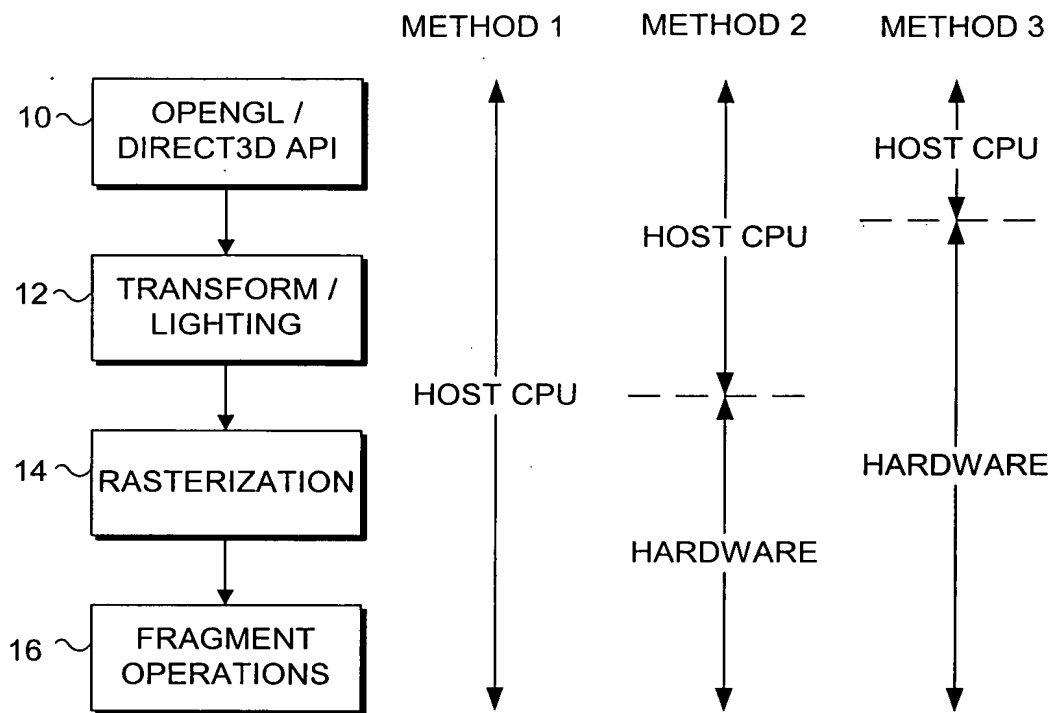 METHOD 1
METHOD 2
METHOD 3
10
OPENGL /
DIRECT3D API
HOST CPU
HOST CPU
12
TRANSFORM /
LIGHTING
HOST CPU
14
RASTERIZATION
HARDWARE
HARDWARE
16
FRAGMENT
OPERATIONS